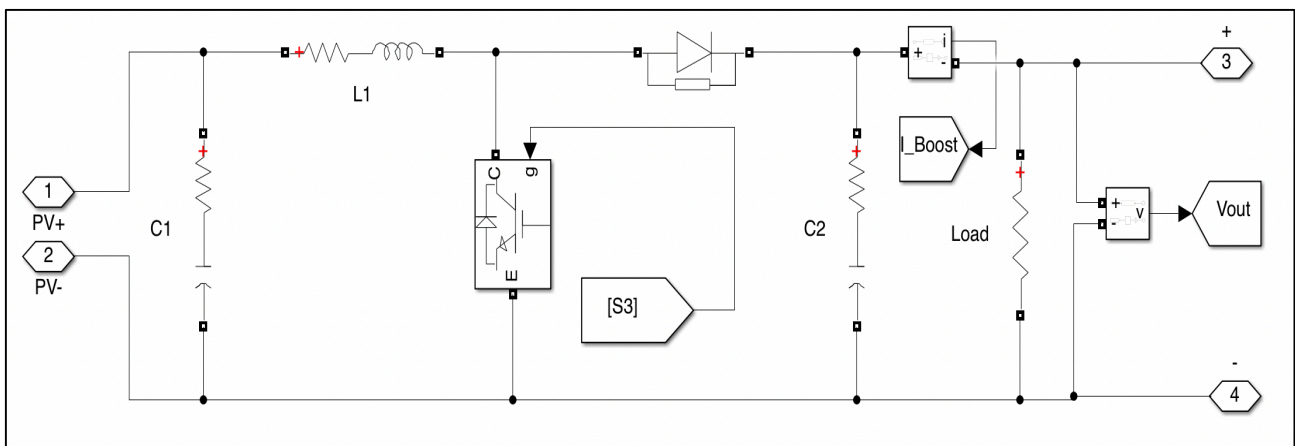 +
3
i
+
-
L1
I_Boost
C
g
1
PV+
C1
C2
Load
+
-
v
Vout
2
PV-
E
[S3]
-
4